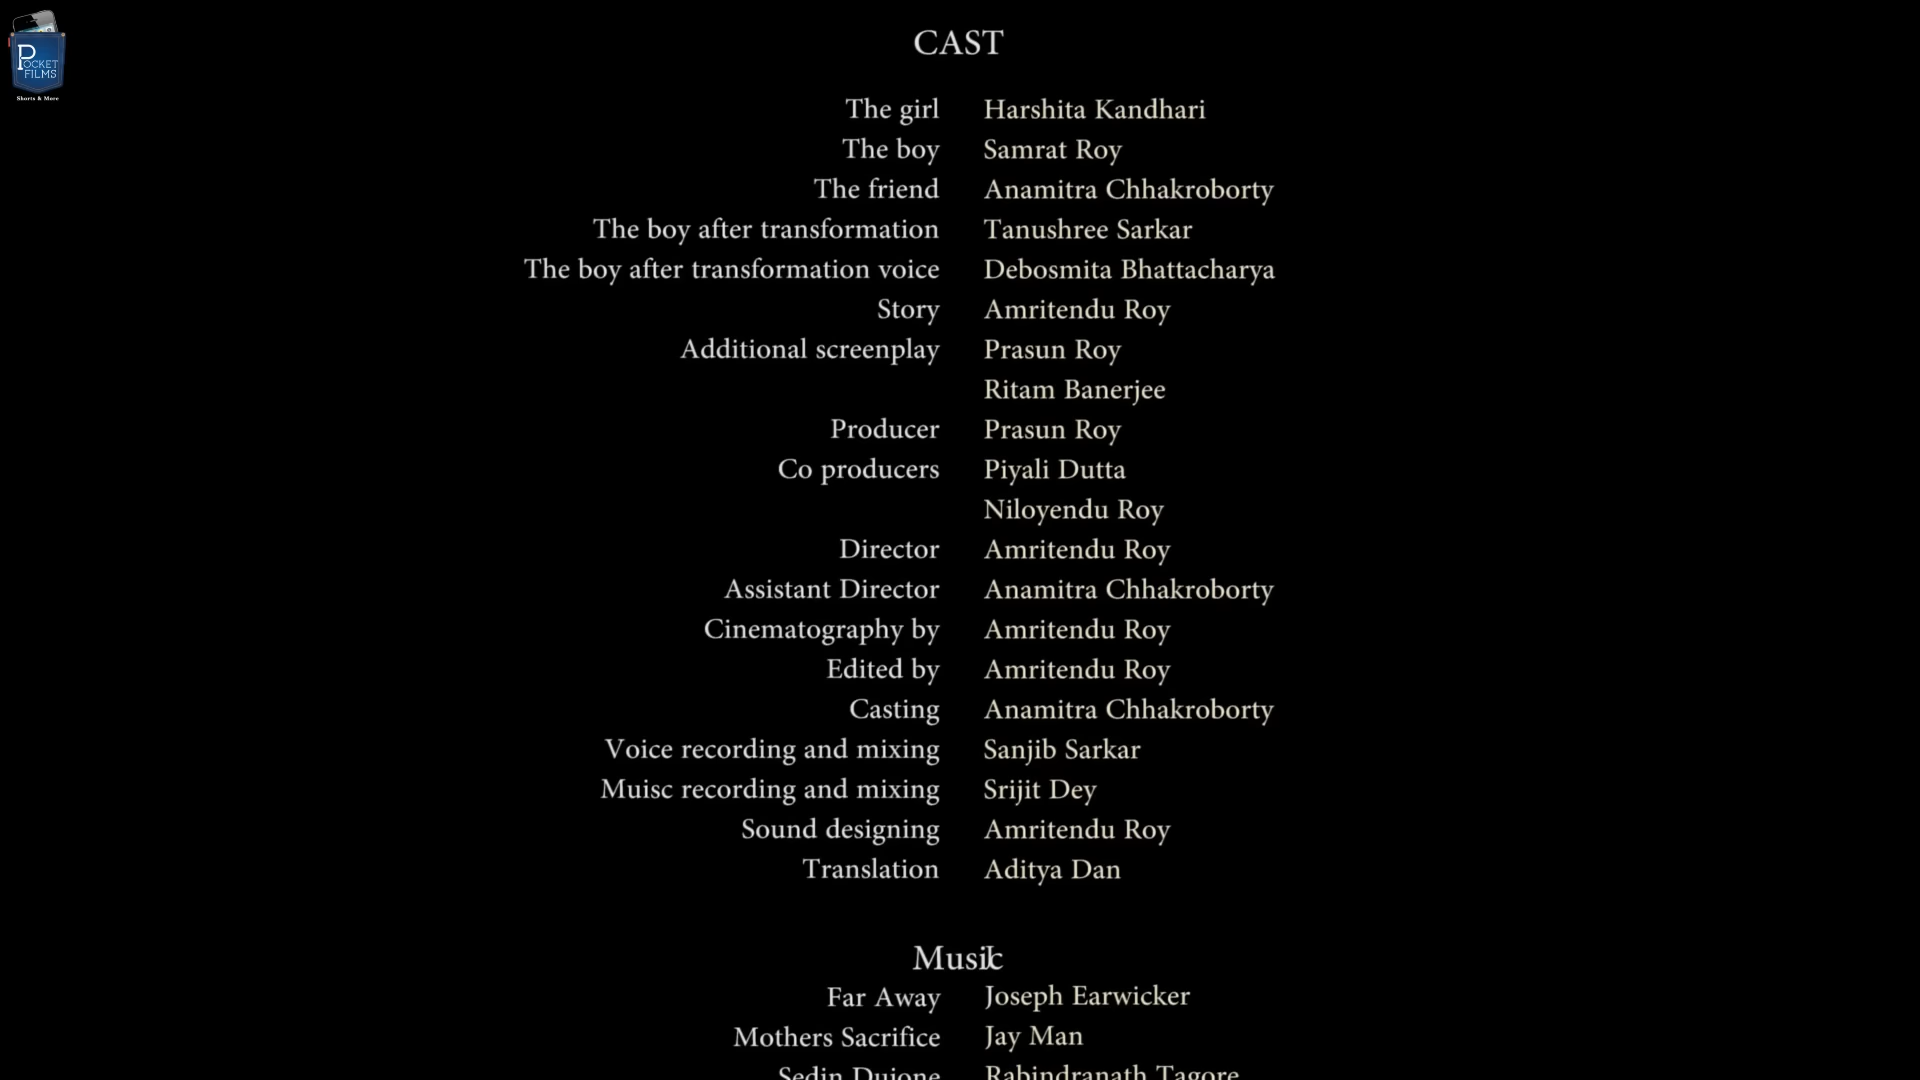 POCKET
FILMS
Shorts & More
CAST
The girl Harshita Kandhari
The boy Samrat Roy
The friend Anamitra Chhakroborty
The boy after transformation Tanushree Sarkar
The boy after transformation voice Debosmita Bhattacharya
Story Amritendu Roy
Additional screenplay Prasun Roy
Ritam Banerjee
Producer Prasun Roy
Co producers Piyali Dutta
Niloyendu Roy
Director Amritendu Roy
Assistant Director Anamitra Chhakroborty
Cinematography by Amritendu Roy
Edited by Amritendu Roy
Casting Anamitra Chhakroborty
Voice recording and mixing Sanjib Sarkar
Muisc recording and mixing Srijit Dey
Sound designing Amritendu Roy
Translation Aditya Dan
Music
Far Away Joseph Earwicker
Mothers Sacrifice Jay Man
Sedin Dujone Rabindranath Tagore